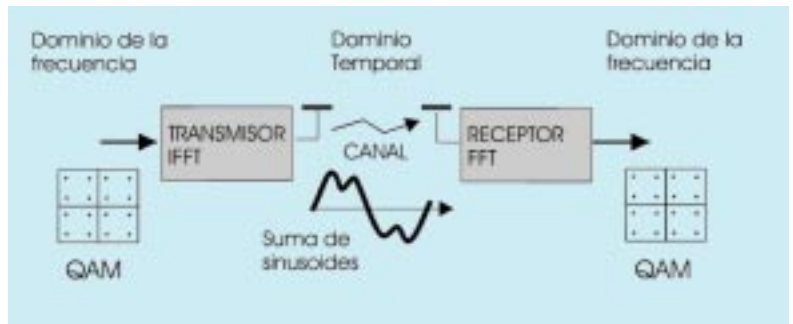 Dominio de la
frecuencia
Dominio
Temporal
Dominio de la
frecuencia
TRANSMISOR
IFFT
CANAL
RECEPTOR
FFT
Suma de
sinusoides
QAM
QAM